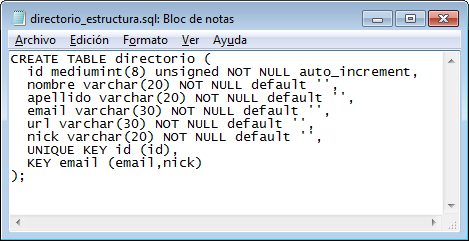 directorio_estructura.sql: Bloc de notas
Archivo Edición Formato Ver Ayuda
CREATE TABLE directorio (
  id mediumint(8) unsigned NOT NULL auto_increment,
  nombre varchar(20) NOT NULL default '',
  apellido varchar(20) NOT NULL default '',
  email varchar(30) NOT NULL default '',
  url varchar(30) NOT NULL default '',
  nick varchar(20) NOT NULL default '',
  UNIQUE KEY id (id),
  KEY email (email,nick)
);